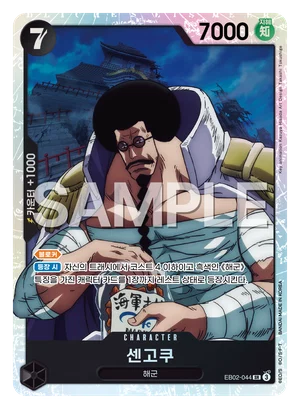 7
7000
지혜
知
카운터 +1000
SAMPLE
블로커
등장 시 자신의 트래시에서 코스트 4 이하이고 흑색인 《해군》
특징을 가진 캐릭터 카드를 1장까지 레스트 상태로 등장시킨다.
CHARACTER
센고쿠
해군
EB02-044 SR
3